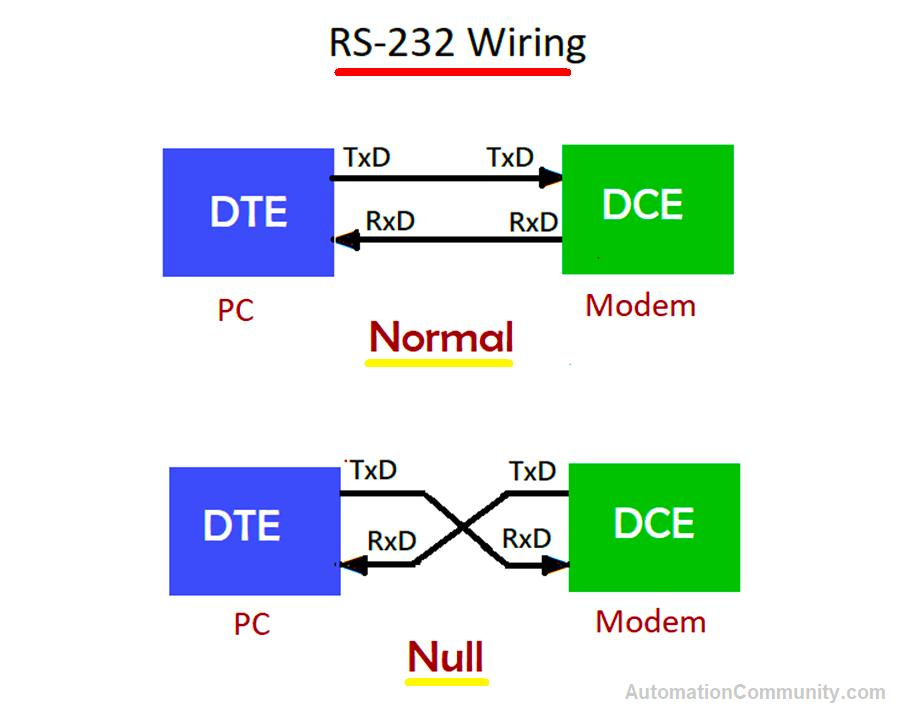 RS-232 Wiring
TxD TxD
DTE DCE
RxD RxD
PC Modem
Normal
TxD TxD
DTE DCE
RxD RxD
PC Modem
Null
AutomationCommunity.com